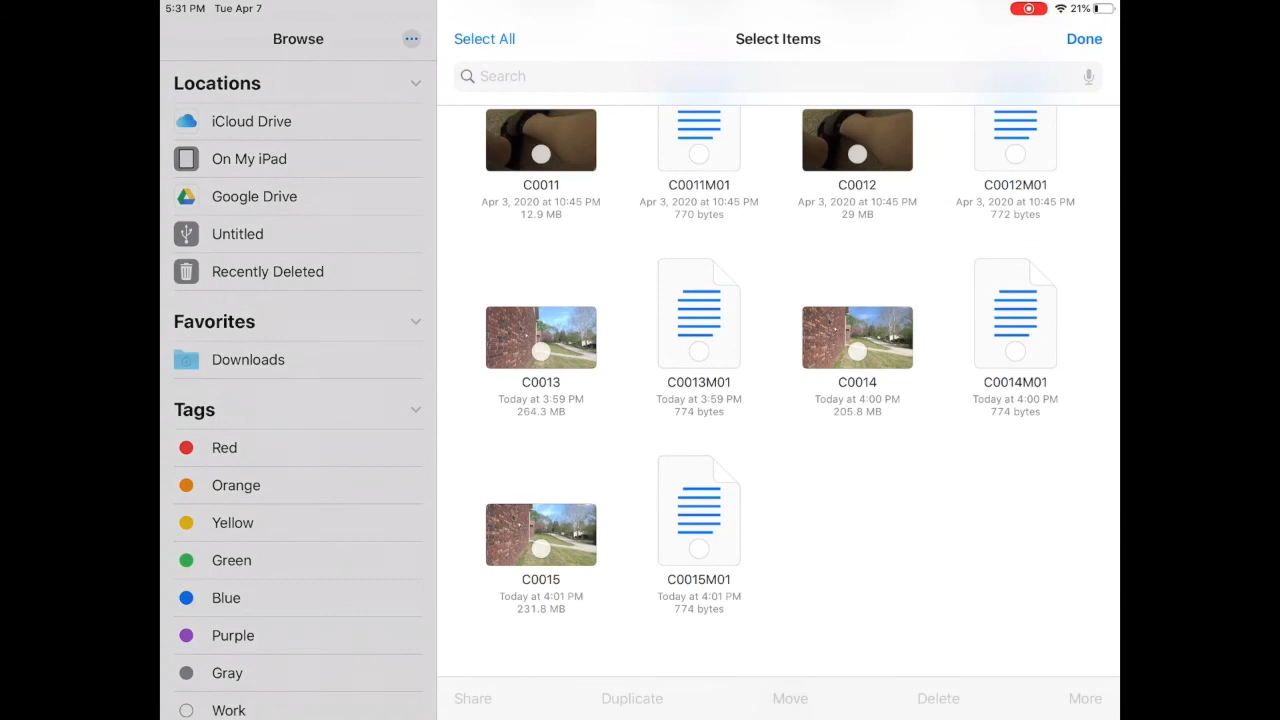 5:31 PM Tue Apr 7
21%
Browse
Locations
iCloud Drive
On My iPad
Google Drive
Untitled
Recently Deleted
Favorites
Downloads
Tags
Red
Orange
Yellow
Green
Blue
Purple
Gray
Work
Select All
Select Items
Done
Search
C0011
Apr 3, 2020 at 10:45 PM
12.9 MB
C0011M01
Apr 3, 2020 at 10:45 PM
770 bytes
C0012
Apr 3, 2020 at 10:45 PM
29 MB
C0012M01
Apr 3, 2020 at 10:45 PM
772 bytes
C0013
Today at 3:59 PM
264.3 MB
C0013M01
Today at 3:59 PM
774 bytes
C0014
Today at 4:00 PM
205.8 MB
C0014M01
Today at 4:00 PM
774 bytes
C0015
Today at 4:01 PM
231.8 MB
C0015M01
Today at 4:01 PM
774 bytes
Share
Duplicate
Move
Delete
More